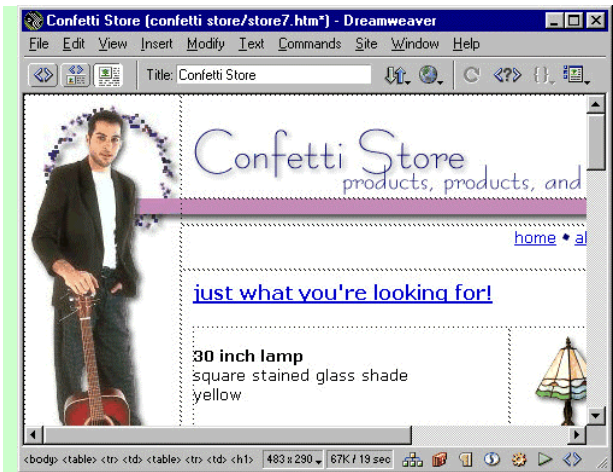 Confetti Store (confetti store/store7.htm*) - Dreamweaver
File Edit View Insert Modify Text Commands Site Window Help
Title: Confetti Store
Confetti Store
products, products, and
home • al
just what you're looking for!
30 inch lamp
square stained glass shade
yellow
<body> <table> <tr> <td> <table> <tr> <td> <h1> 483 x 290 67K / 19 sec